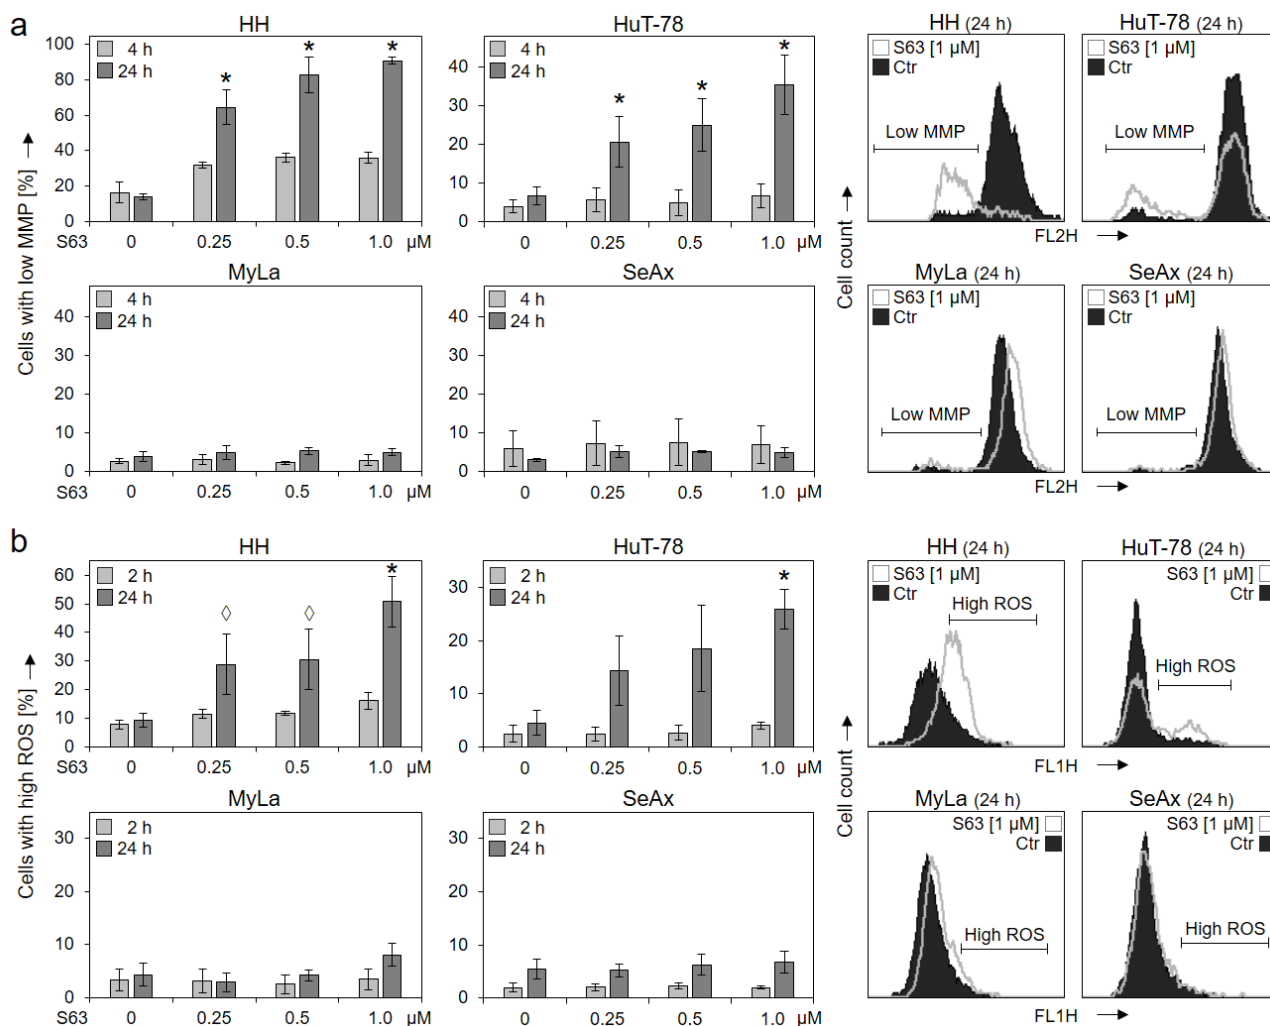 a
HH
Cells with low MMP [%]
100
80
60
40
20
0
4 h
24 h
* * *
S63 0 0.25 0.5 1.0 µM
HuT-78
40
30
20
10
0
4 h
24 h
* * *
0 0.25 0.5 1.0 µM
MyLa
40
30
20
10
0
4 h
24 h
S63 0 0.25 0.5 1.0 µM
SeAx
40
30
20
10
0
4 h
24 h
0 0.25 0.5 1.0 µM
Cell count
HH (24 h)
S63 [1 µM]
Ctr
Low MMP
HuT-78 (24 h)
S63 [1 µM]
Ctr
Low MMP
FL2H
MyLa (24 h)
S63 [1 µM]
Ctr
Low MMP
SeAx (24 h)
S63 [1 µM]
Ctr
Low MMP
FL2H
b
HH
Cells with high ROS [%]
60
50
40
30
20
10
0
2 h
24 h
◊ ◊ *
S63 0 0.25 0.5 1.0 µM
HuT-78
30
20
10
0
2 h
24 h
*
0 0.25 0.5 1.0 µM
MyLa
30
20
10
0
2 h
24 h
S63 0 0.25 0.5 1.0 µM
SeAx
30
20
10
0
2 h
24 h
0 0.25 0.5 1.0 µM
Cell count
HH (24 h)
S63 [1 µM]
Ctr
High ROS
HuT-78 (24 h)
S63 [1 µM]
Ctr
High ROS
FL1H
MyLa (24 h)
S63 [1 µM]
Ctr
High ROS
SeAx (24 h)
S63 [1 µM]
Ctr
High ROS
FL1H